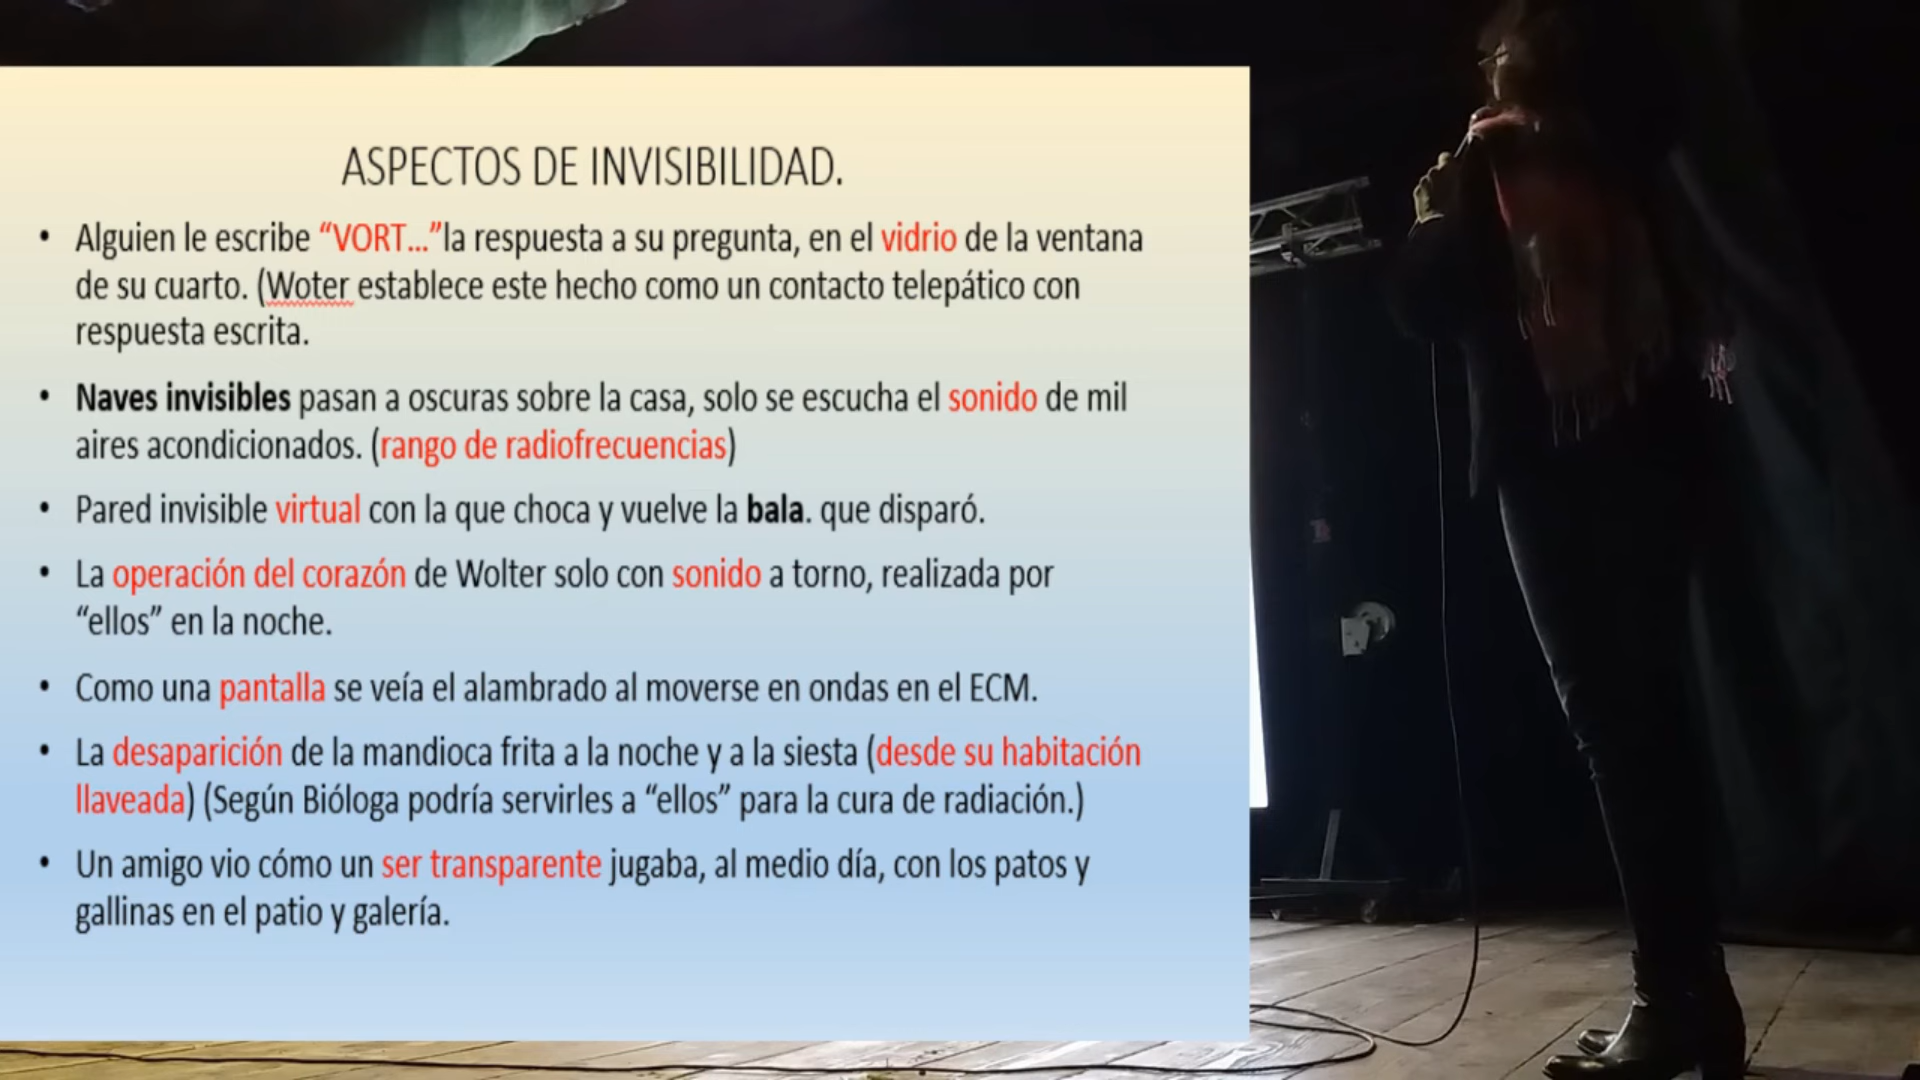 ASPECTOS DE INVISIBILIDAD.
• Alguien le escribe “VORT...”la respuesta a su pregunta, en el vidrio de la ventana
de su cuarto. (Woter establece este hecho como un contacto telepático con
respuesta escrita.
• Naves invisibles pasan a oscuras sobre la casa, solo se escucha el sonido de mil
aires acondicionados. (rango de radiofrecuencias)
• Pared invisible virtual con la que choca y vuelve la bala. que disparó.
• La operación del corazón de Wolter solo con sonido a torno, realizada por
“ellos” en la noche.
• Como una pantalla se veía el alambrado al moverse en ondas en el ECM.
• La desaparición de la mandioca frita a la noche y a la siesta (desde su habitación
llaveada) (Según Bióloga podría servirles a “ellos” para la cura de radiación.)
• Un amigo vio cómo un ser transparente jugaba, al medio día, con los patos y
gallinas en el patio y galería.